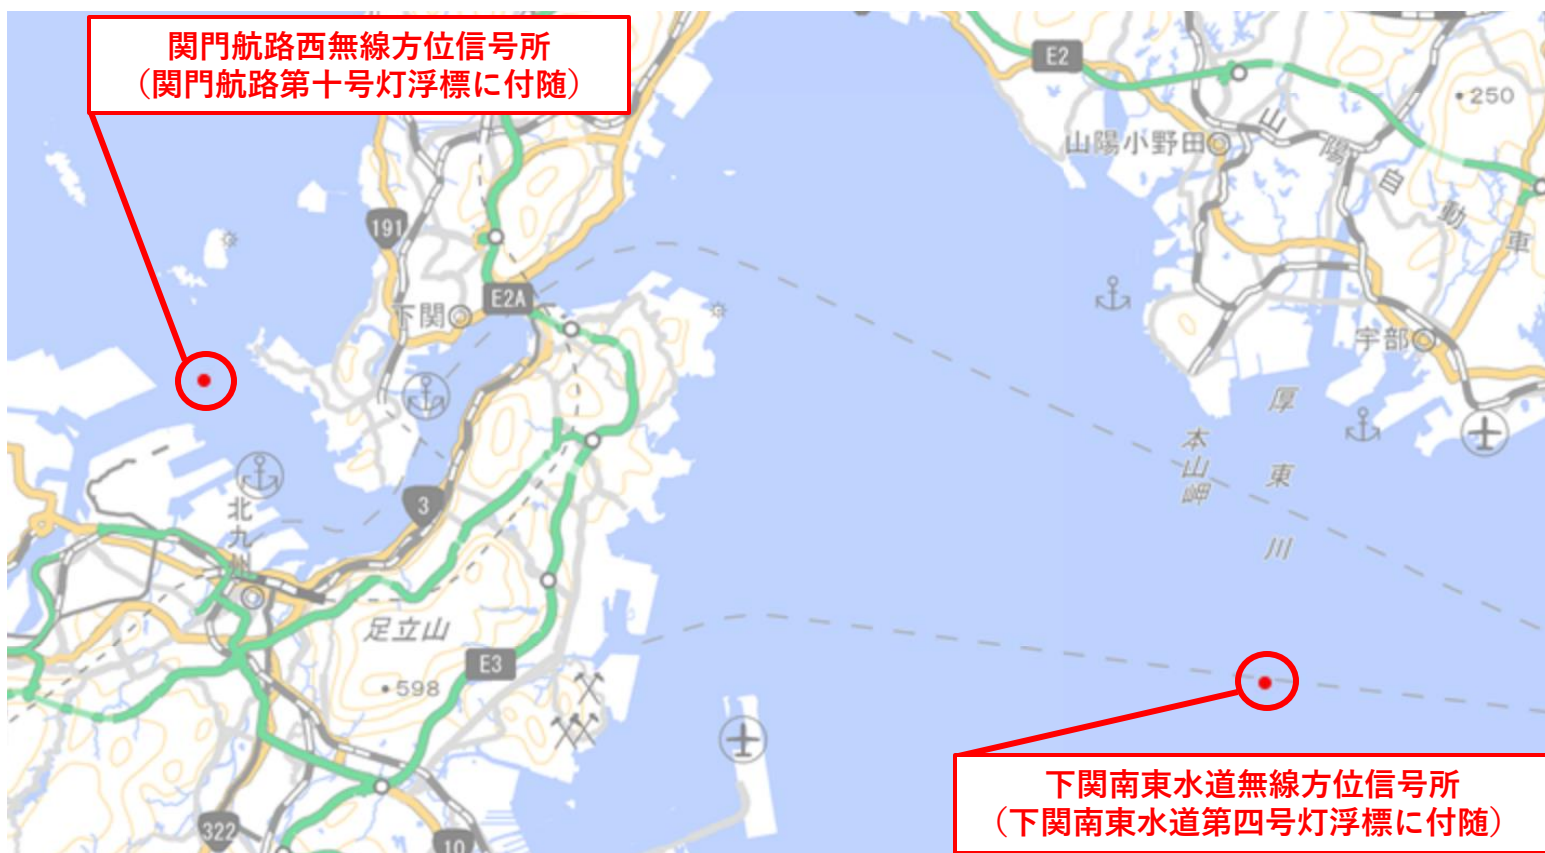 関門航路西無線方位信号所
（関門航路第十号灯浮標に付随）
E2
250
山陽小野田
山陽自動車
191
E2A
下関
宇部
厚東川
本山岬
3
北九州
足立山
E3
598
下関南東水道無線方位信号所
（下関南東水道第四号灯浮標に付随）
322
10